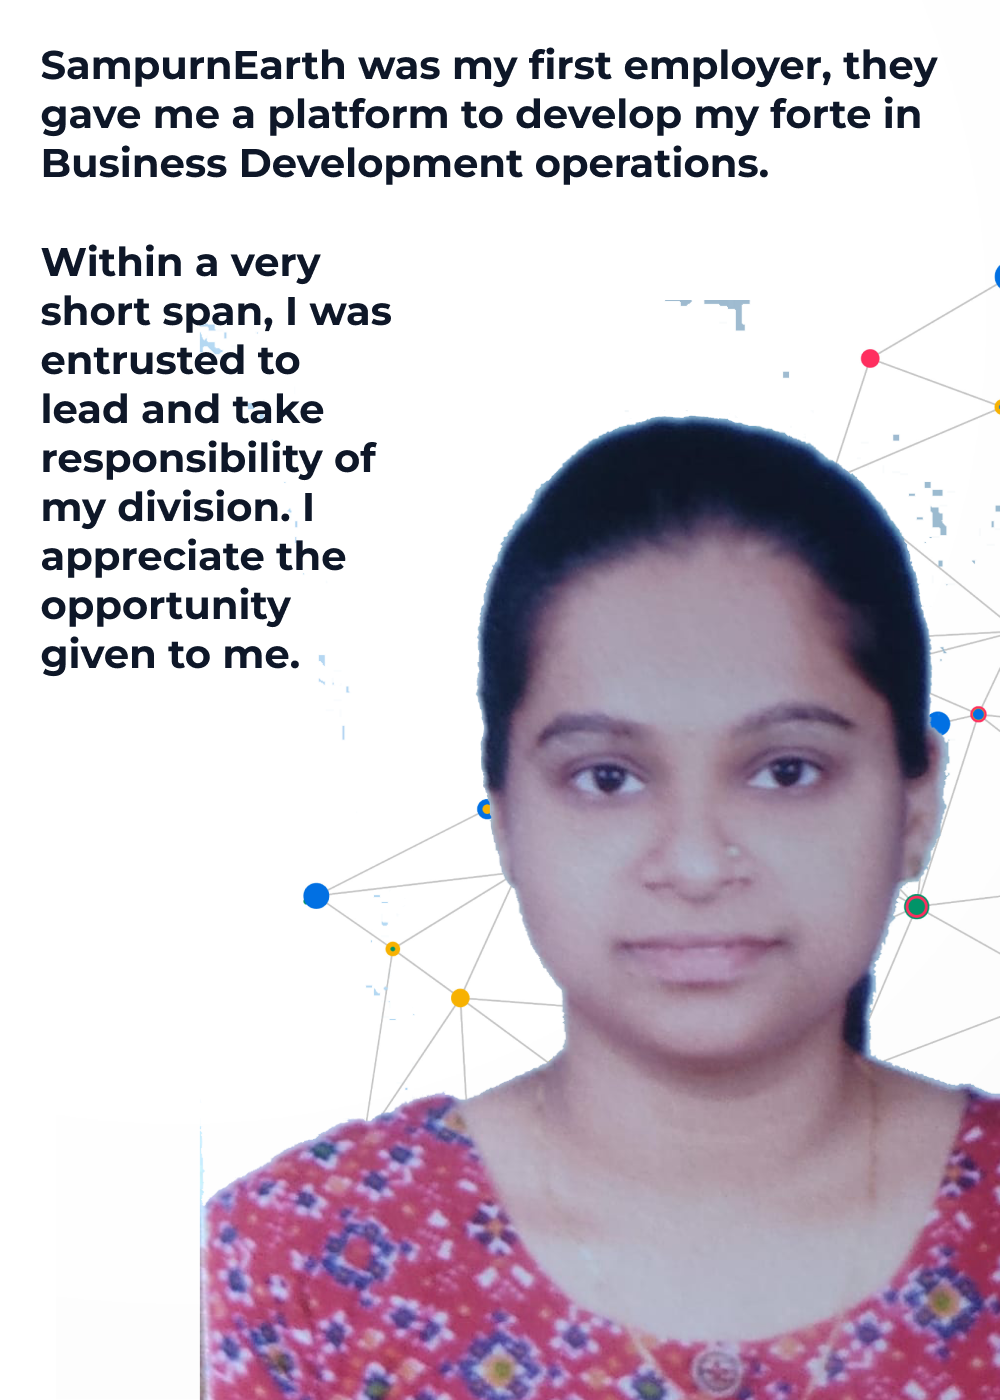 SampurnEarth was my first employer, they
gave me a platform to develop my forte in
Business Development operations.
Within a very
short span, I was
entrusted to
lead and take
responsibility of
my division. I
appreciate the
opportunity
given to me.